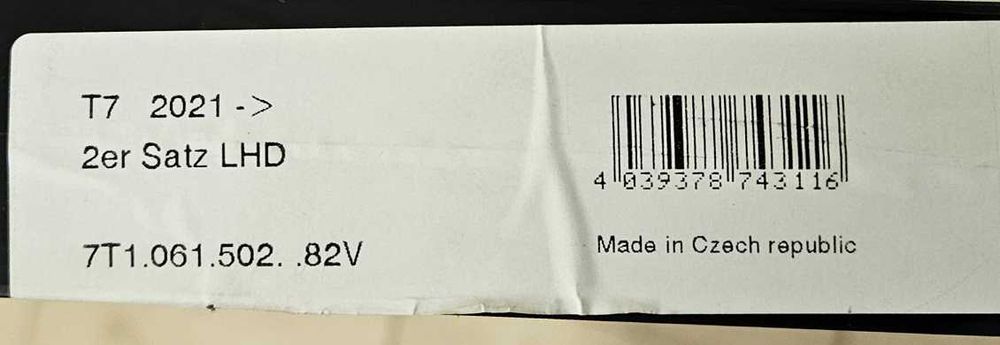 T7 2021 ->
2er Satz LHD
7T1.061.502. .82V
4 039378 743116
Made in Czech republic